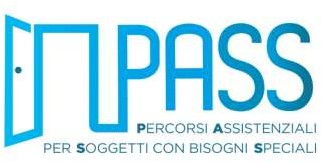 PASS
PERCORSI ASSISTENZIALI
PER SOGGETTI CON BISOGNI SPECIALI